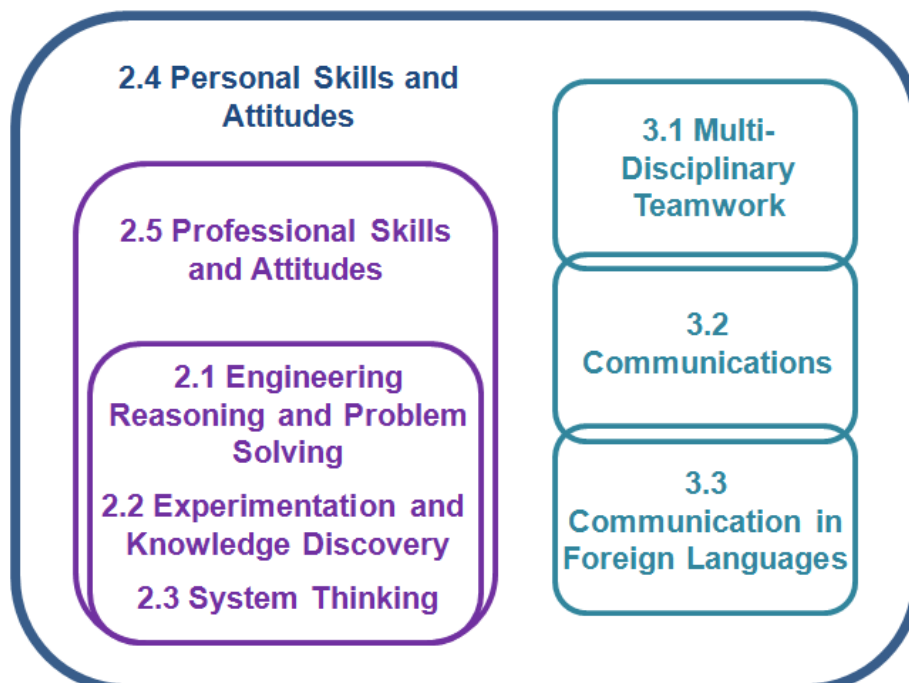 2.4 Personal Skills and
Attitudes
2.5 Professional Skills
and Attitudes
2.1 Engineering
Reasoning and Problem
Solving
2.2 Experimentation and
Knowledge Discovery
2.3 System Thinking
3.1 Multi-
Disciplinary
Teamwork
3.2
Communications
3.3
Communication in
Foreign Languages